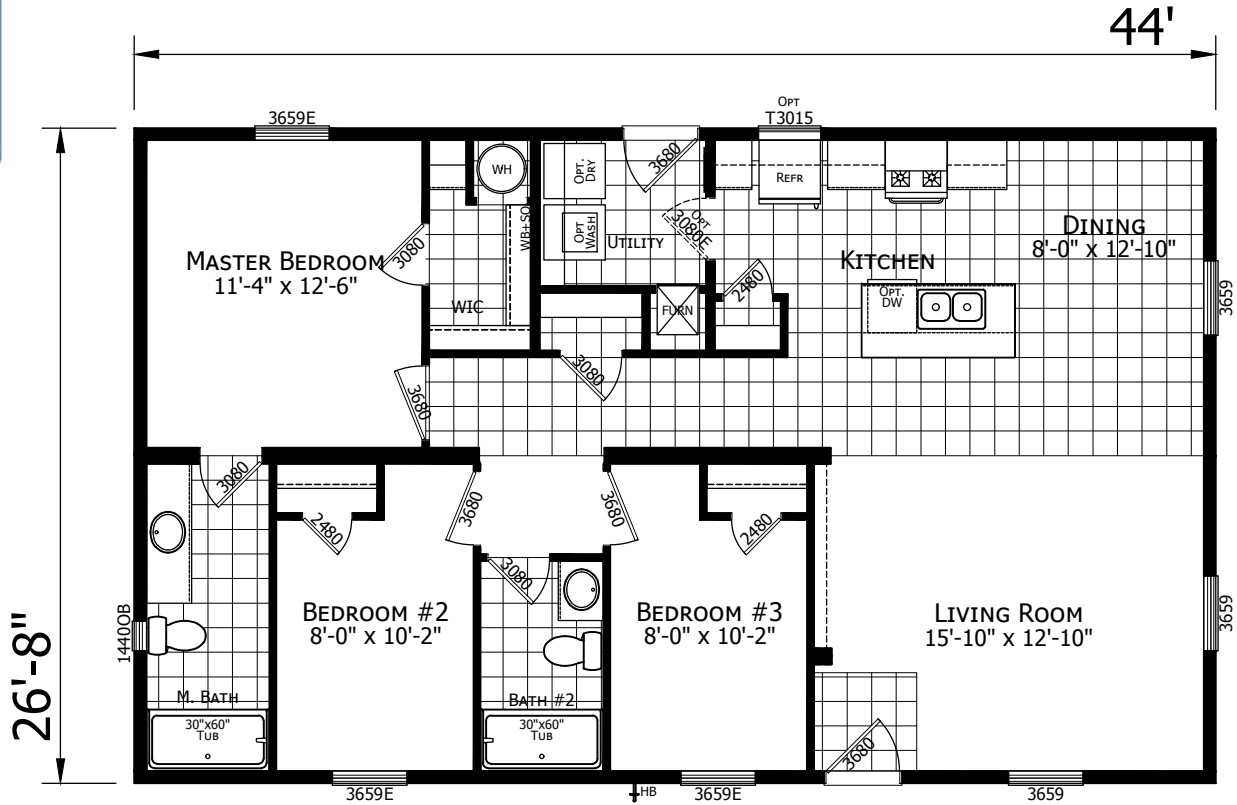 44'
3659E
OPT
T3015
WH
OPT.
DRY
3680
REFR
WB+SO
OPT
WASH
UTILITY
OPT
3080E
DINING
8'-0" X 12'-10"
MASTER BEDROOM
11'-4" X 12'-6"
3080
KITCHEN
2480
WIC
FURN
OPT.
DW
3659
3080
3680
3080
2480
3680
3680
2480
3080
26'-8"
1440OB
BEDROOM #2
8'-0" X 10'-2"
BEDROOM #3
8'-0" X 10'-2"
LIVING ROOM
15'-10" X 12'-10"
3659
M. BATH
30"x60"
TUB
BATH #2
30"x60"
TUB
3680
3659E
HB
3659E
3659